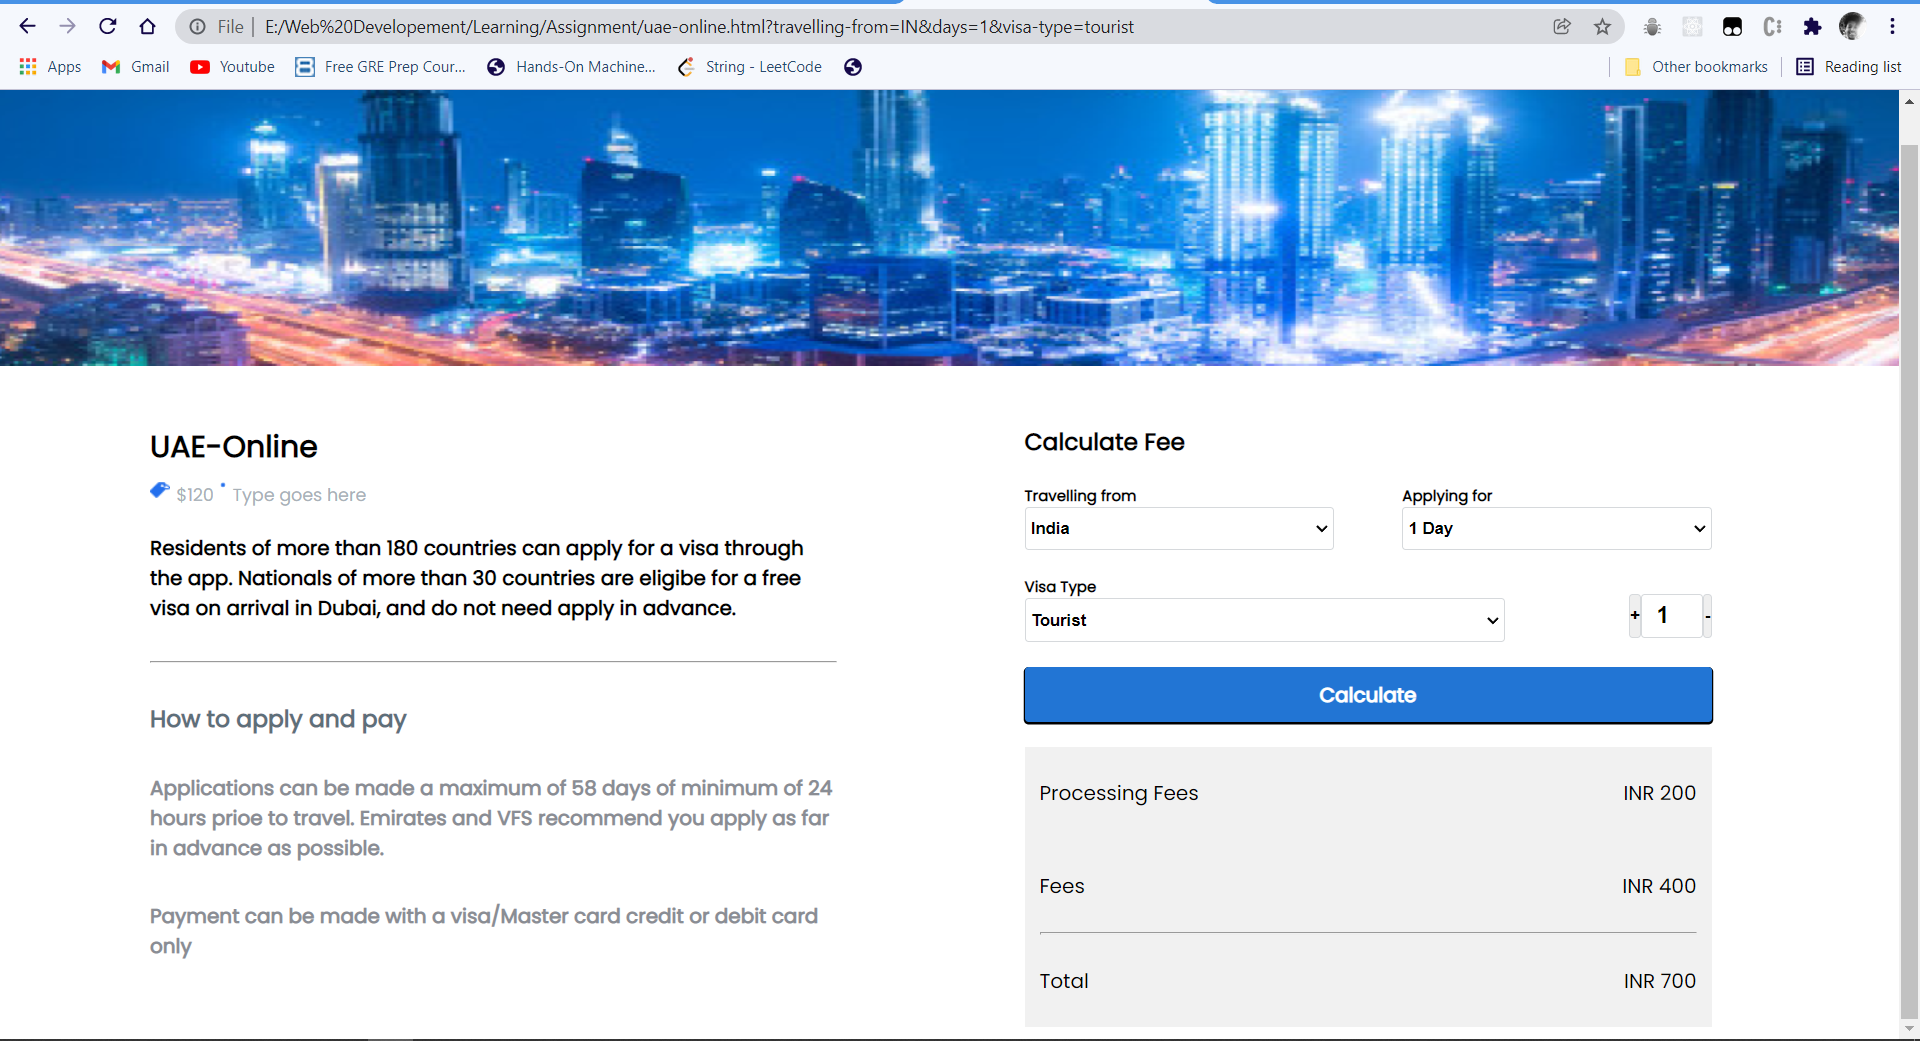 File | E:/Web%20Developement/Learning/Assignment/uae-online.html?travelling-from=IN&days=1&visa-type=tourist
Apps Gmail Youtube Free GRE Prep Cour... Hands-On Machine... String - LeetCode Other bookmarks Reading list
UAE-Online
$120 • Type goes here
Residents of more than 180 countries can apply for a visa through
the app. Nationals of more than 30 countries are eligibe for a free
visa on arrival in Dubai, and do not need apply in advance.
How to apply and pay
Applications can be made a maximum of 58 days of minimum of 24
hours prioe to travel. Emirates and VFS recommend you apply as far
in advance as possible.
Payment can be made with a visa/Master card credit or debit card
only
Calculate Fee
Travelling from Applying for
India 1 Day
Visa Type
Tourist + 1 -
Calculate
Processing Fees INR 200
Fees INR 400
Total INR 700